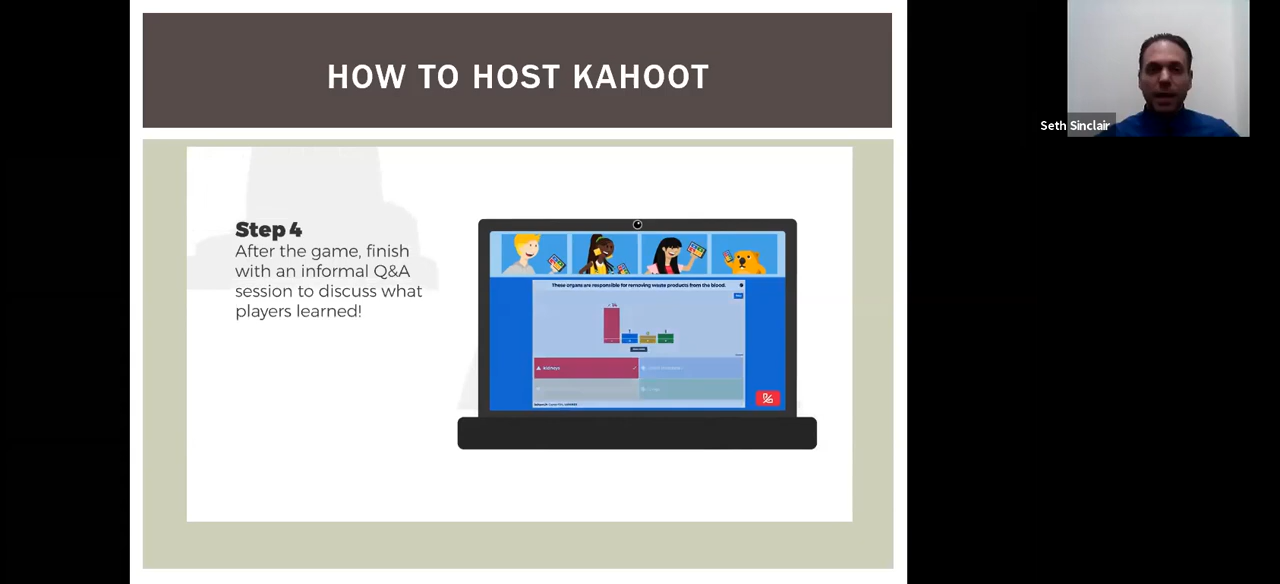 HOW TO HOST KAHOOT
Seth Sinclair
Step 4
After the game, finish
with an informal Q&A
session to discuss what
players learned!
These organs are responsible for removing waste products from the blood.
kidneys